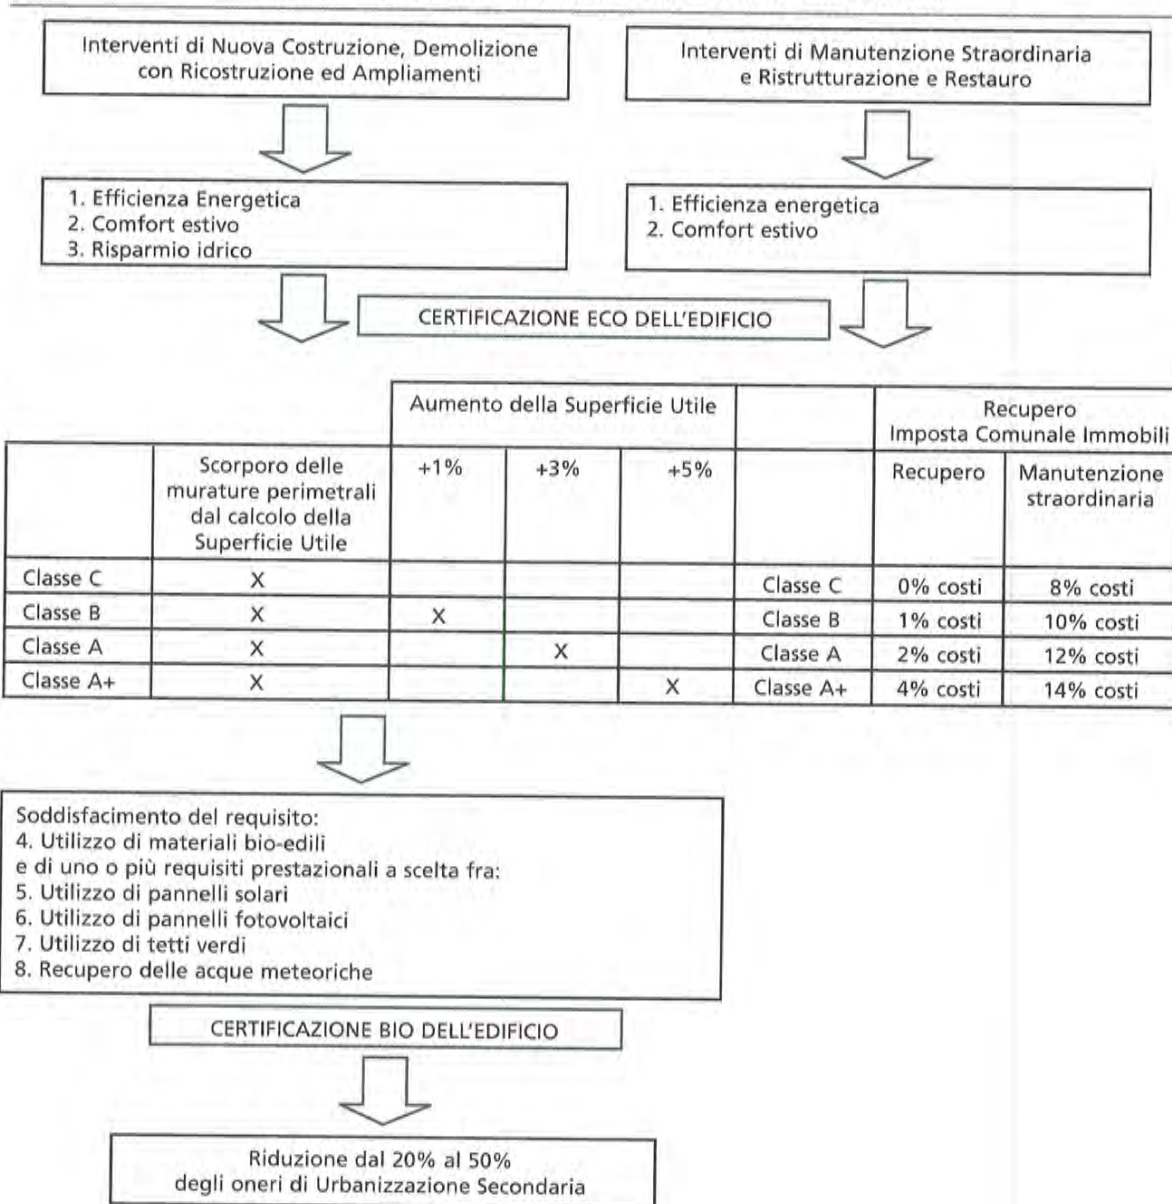 Interventi di Nuova Costruzione, Demolizione
con Ricostruzione ed Ampliamenti
Interventi di Manutenzione Straordinaria
e Ristrutturazione e Restauro
1. Efficienza Energetica
2. Comfort estivo
3. Risparmio idrico
1. Efficienza energetica
2. Comfort estivo
CERTIFICAZIONE ECO DELL'EDIFICIO
Aumento della Superficie Utile
Recupero
Imposta Comunale Immobili
Scorporo delle
murature perimetrali
dal calcolo della
Superficie Utile
+1% +3% +5%
Recupero
Manutenzione
straordinaria
Classe C X Classe C 0% costi 8% costi
Classe B X X Classe B 1% costi 10% costi
Classe A X X Classe A 2% costi 12% costi
Classe A+ X X Classe A+ 4% costi 14% costi
Soddisfacimento del requisito:
4. Utilizzo di materiali bio-edili
e di uno o più requisiti prestazionali a scelta fra:
5. Utilizzo di pannelli solari
6. Utilizzo di pannelli fotovoltaici
7. Utilizzo di tetti verdi
8. Recupero delle acque meteoriche
CERTIFICAZIONE BIO DELL'EDIFICIO
Riduzione dal 20% al 50%
degli oneri di Urbanizzazione Secondaria